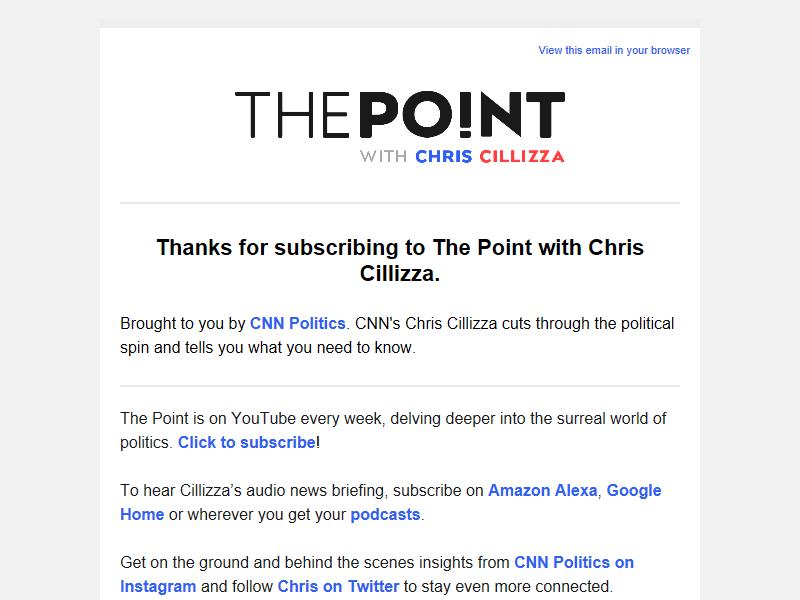 View this email in your browser
THEPO!NT
WITH CHRIS CILLIZZA
Thanks for subscribing to The Point with Chris
Cillizza.
Brought to you by CNN Politics. CNN's Chris Cillizza cuts through the political
spin and tells you what you need to know.
The Point is on YouTube every week, delving deeper into the surreal world of
politics. Click to subscribe!
To hear Cillizza’s audio news briefing, subscribe on Amazon Alexa, Google
Home or wherever you get your podcasts.
Get on the ground and behind the scenes insights from CNN Politics on
Instagram and follow Chris on Twitter to stay even more connected.